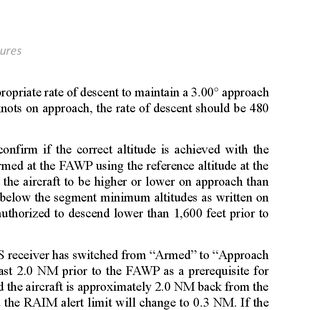 ures
ropriate rate of descent to maintain a 3.00° approach
nots on approach, the rate of descent should be 480
confirm if the correct altitude is achieved with the
rmed at the FAWP using the reference altitude at the
the aircraft to be higher or lower on approach than
below the segment minimum altitudes as written on
authorized to descend lower than 1,600 feet prior to
S receiver has switched from “Armed” to “Approach
ast 2.0 NM prior to the FAWP as a prerequisite for
d the aircraft is approximately 2.0 NM back from the
the RAIM alert limit will change to 0.3 NM. If the